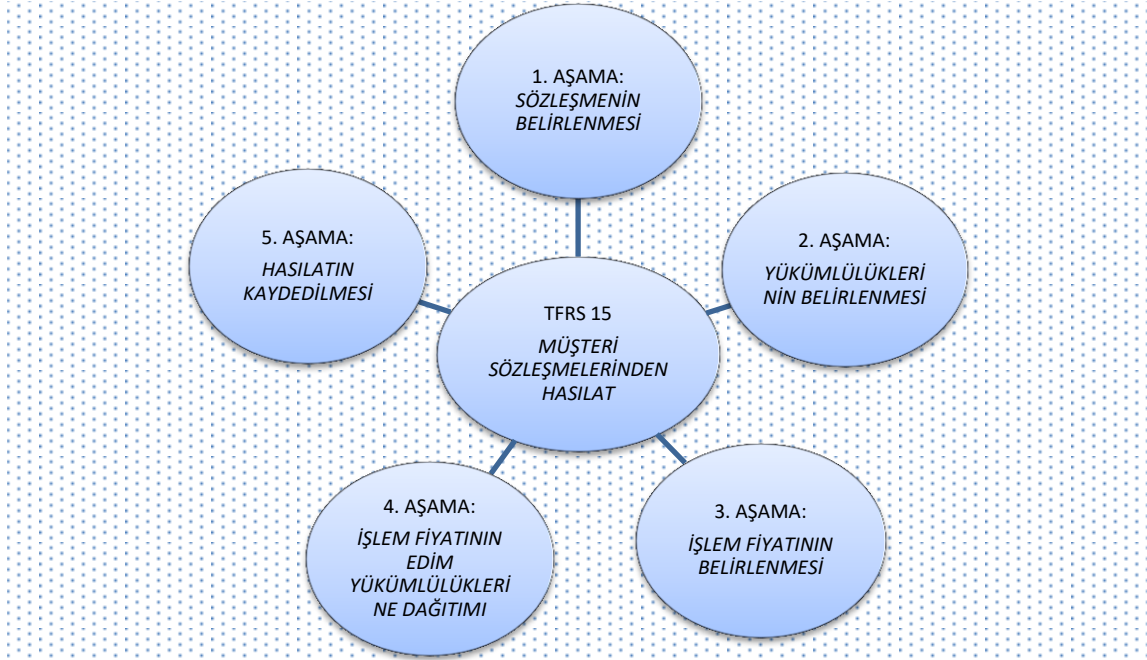 1. AŞAMA:
SÖZLEŞMENİN
BELİRLENMESİ
2. AŞAMA:
YÜKÜMLÜLÜKLERİ
NİN BELİRLENMESİ
3. AŞAMA:
İŞLEM FİYATININ
BELİRLENMESİ
4. AŞAMA:
İŞLEM FİYATININ
EDİM
YÜKÜMLÜLÜKLERİ
NE DAĞITIMI
5. AŞAMA:
HASILATIN
KAYDEDİLMESİ
TFRS 15
MÜŞTERİ
SÖZLEŞMELERİNDEN
HASILAT